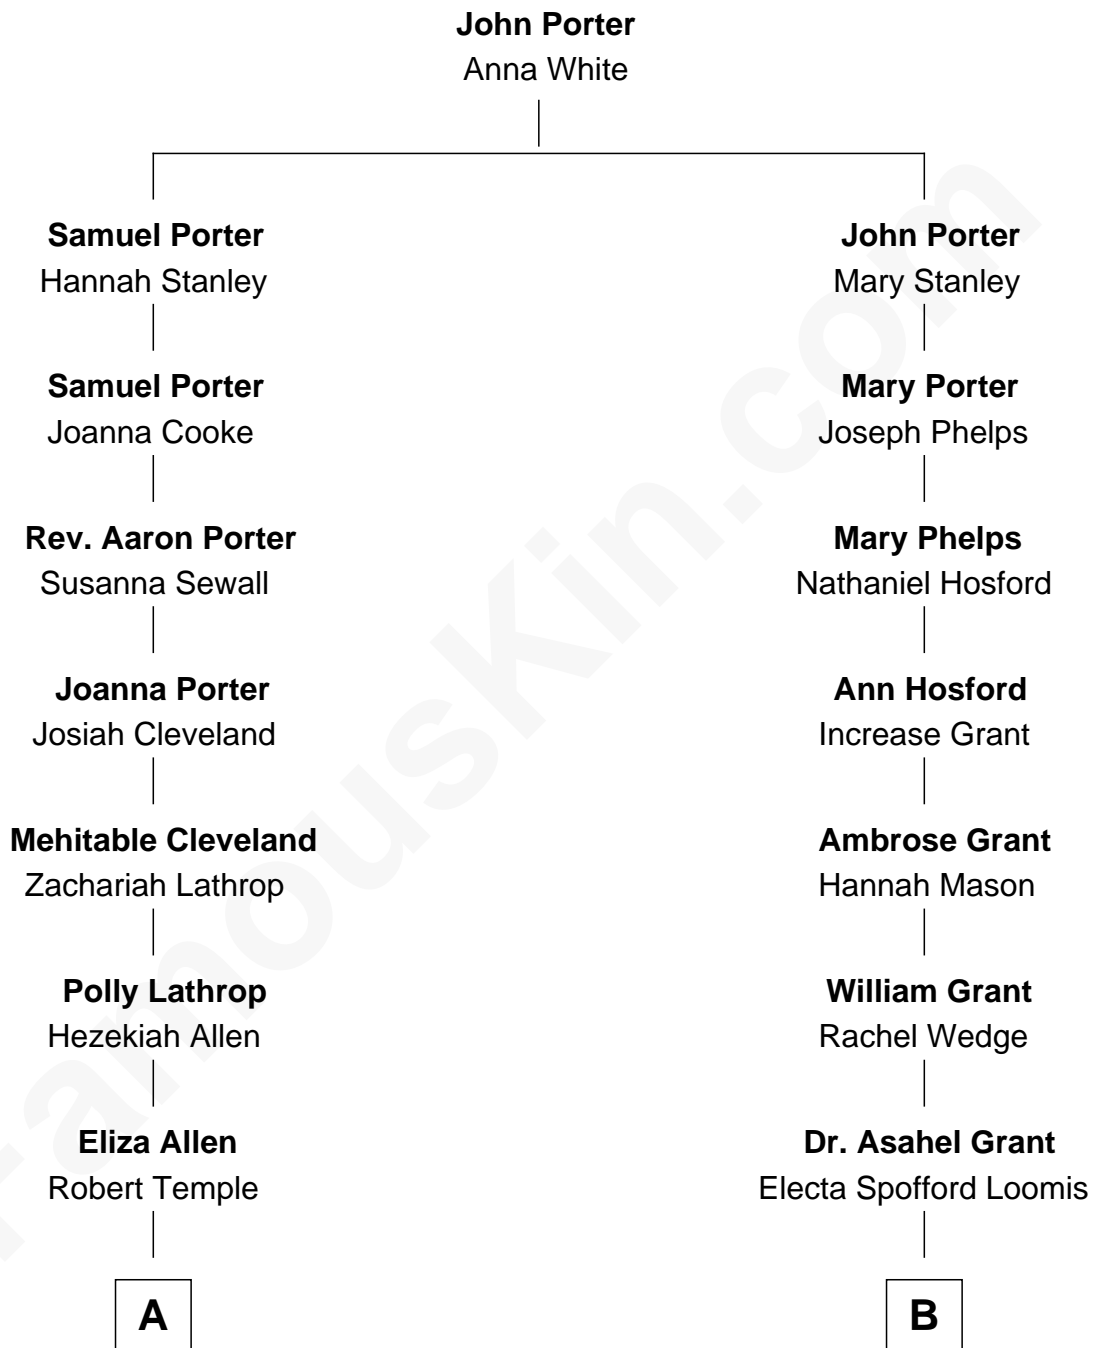 John Porter
Anna White
Samuel Porter
Hannah Stanley
John Porter
Mary Stanley
Samuel Porter
Joanna Cooke
Mary Porter
Joseph Phelps
Rev. Aaron Porter
Susanna Sewall
Mary Phelps
Nathaniel Hosford
Joanna Porter
Josiah Cleveland
Ann Hosford
Increase Grant
Mehitable Cleveland
Zachariah Lathrop
Ambrose Grant
Hannah Mason
Polly Lathrop
Hezekiah Allen
William Grant
Rachel Wedge
Eliza Allen
Robert Temple
Dr. Asahel Grant
Electa Spofford Loomis
A
B
FamousKin.com